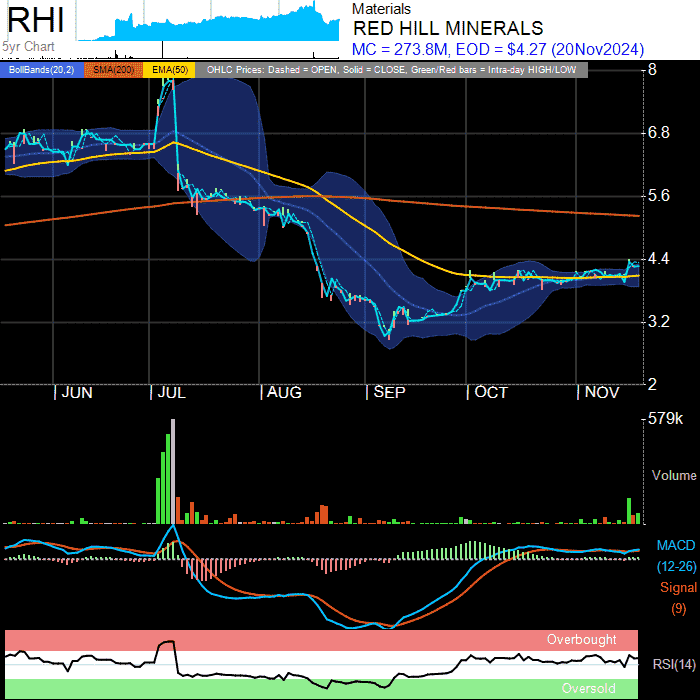 RHI
5yr Chart
Materials
RED HILL MINERALS
MC = 273.8M, EOD = $4.27 (20Nov2024)
BollBands(20,2) SMA(200) EMA(50) OHLC Prices: Dashed = OPEN, Solid = CLOSE, Green/Red bars = Intra-day HIGH/LOW
8
6.8
5.6
4.4
3.2
2
JUN JUL AUG SEP OCT NOV
579k
Volume
MACD
(12-26)
Signal
(9)
Overbought
RSI(14)
Oversold